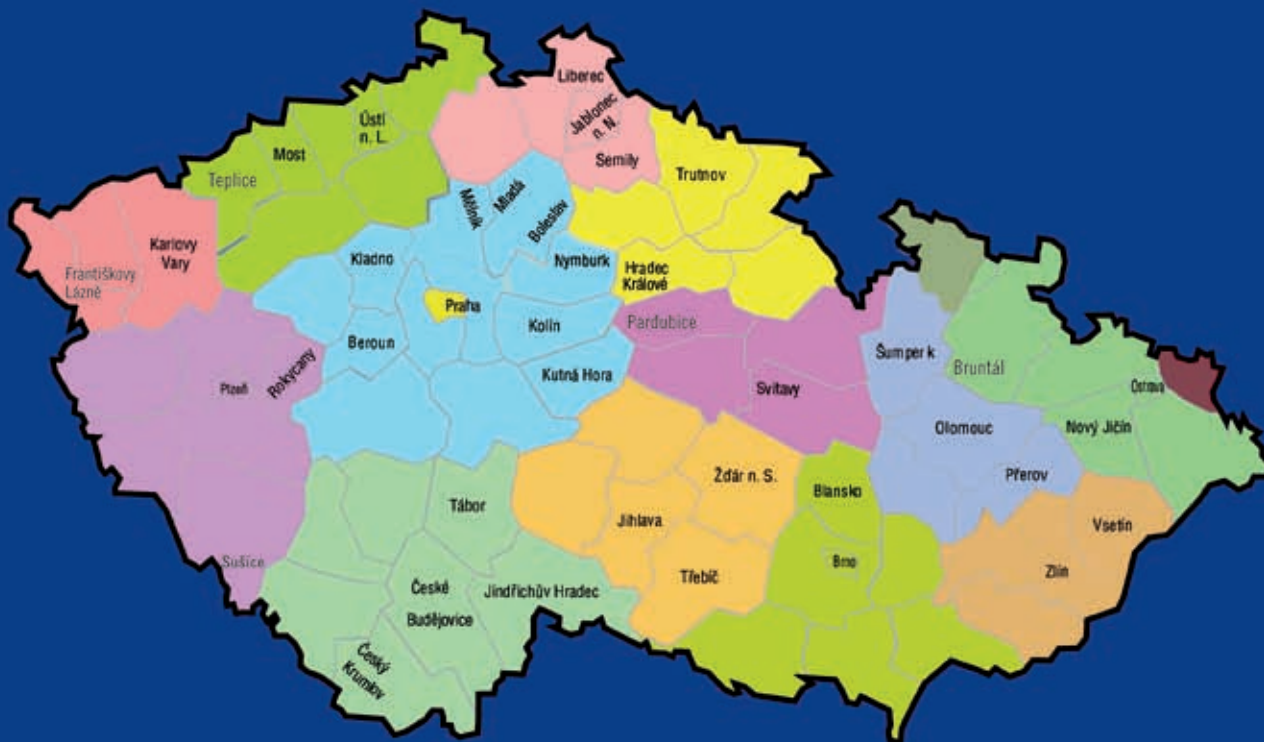 Liberec
Jablonec
n. N.
Semily
Ústí
n. L.
Most
Teplice
Trutnov
Mělník
Mladá
Boleslav
Karlovy
Vary
Františkovy
Lázně
Kladno
Nymburk
Hradec
Králové
Praha
Kolín
Pardubice
Beroun
Šumperk
Bruntál
Ostrava
Plzeň
Rokycany
Kutná Hora
Svitavy
Olomouc
Nový Jičín
Přerov
Žďár n. S.
Blansko
Tábor
Jihlava
Vsetín
Sušice
České
Budějovice
Jindřichův Hradec
Třebíč
Brno
Zlín
Český
Krumlov